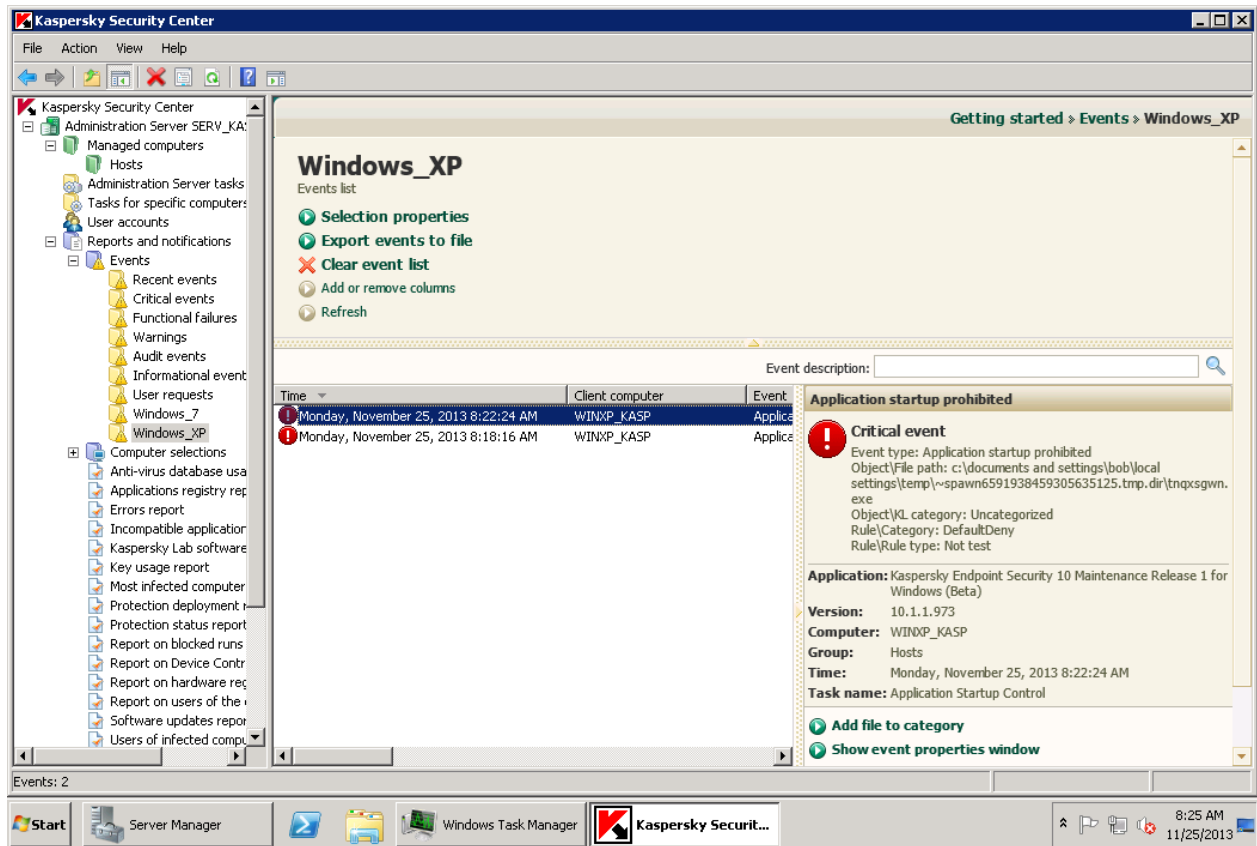 Kaspersky Security Center
File Action View Help
Kaspersky Security Center
Administration Server SERV_KA
Managed computers
Hosts
Administration Server tasks
Tasks for specific computers
User accounts
Reports and notifications
Events
Recent events
Critical events
Functional failures
Warnings
Audit events
Informational event
User requests
Windows_7
Windows_XP
Computer selections
Anti-virus database usa
Applications registry rep
Errors report
Incompatible application
Kaspersky Lab software
Key usage report
Most infected computer
Protection deployment r
Protection status report
Report on blocked runs
Report on Device Contr
Report on hardware reg
Report on users of the
Software updates repor
Users of infected compu
Getting started » Events » Windows_XP
Windows_XP
Events list
Selection properties
Export events to file
Clear event list
Add or remove columns
Refresh
Event description:
Time Client computer Event
Monday, November 25, 2013 8:22:24 AM WINXP_KASP Applica
Monday, November 25, 2013 8:18:16 AM WINXP_KASP Applica
Application startup prohibited
Critical event
Event type: Application startup prohibited
Object\File path: c:\documents and settings\bob\local
settings\temp\~spawn6591938459305635125.tmp.dir\tnqxsgwn.
exe
Object\KL category: Uncategorized
Rule\Category: DefaultDeny
Rule\Rule type: Not test
Application: Kaspersky Endpoint Security 10 Maintenance Release 1 for
Windows (Beta)
Version: 10.1.1.973
Computer: WINXP_KASP
Group: Hosts
Time: Monday, November 25, 2013 8:22:24 AM
Task name: Application Startup Control
Add file to category
Show event properties window
Events: 2
Start Server Manager Windows Task Manager Kaspersky Securit... 8:25 AM
11/25/2013